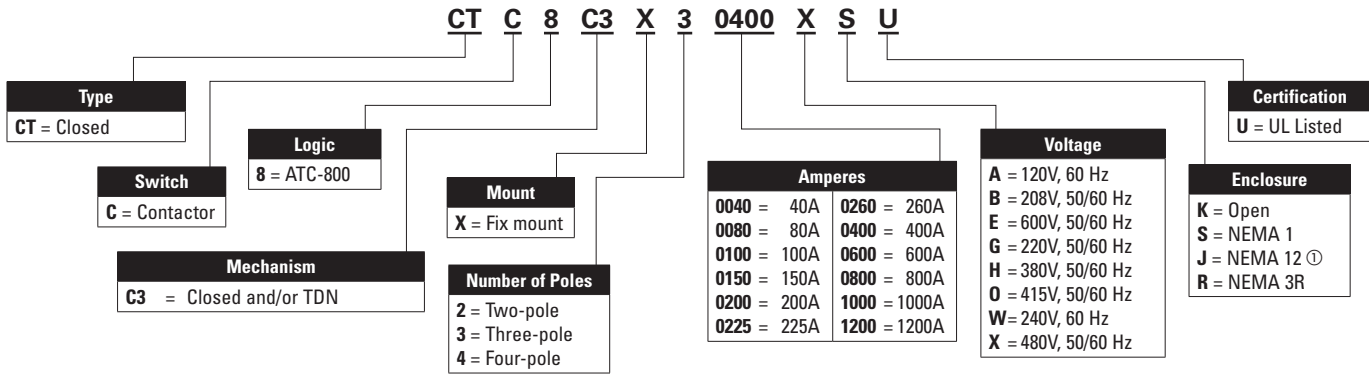 CT C 8 C3 X 3 0400 X S U
Type
CT = Closed
Switch
C = Contactor
Logic
8 = ATC-800
Mechanism
C3 = Closed and/or TDN
Mount
X = Fix mount
Number of Poles
2 = Two-pole
3 = Three-pole
4 = Four-pole
Amperes
0040 = 40A 0260 = 260A
0080 = 80A 0400 = 400A
0100 = 100A 0600 = 600A
0150 = 150A 0800 = 800A
0200 = 200A 1000 = 1000A
0225 = 225A 1200 = 1200A
Voltage
A = 120V, 60 Hz
B = 208V, 50/60 Hz
E = 600V, 50/60 Hz
G = 220V, 50/60 Hz
H = 380V, 50/60 Hz
O = 415V, 50/60 Hz
W = 240V, 60 Hz
X = 480V, 50/60 Hz
Certification
U = UL Listed
Enclosure
K = Open
S = NEMA 1
J = NEMA 12 ①
R = NEMA 3R